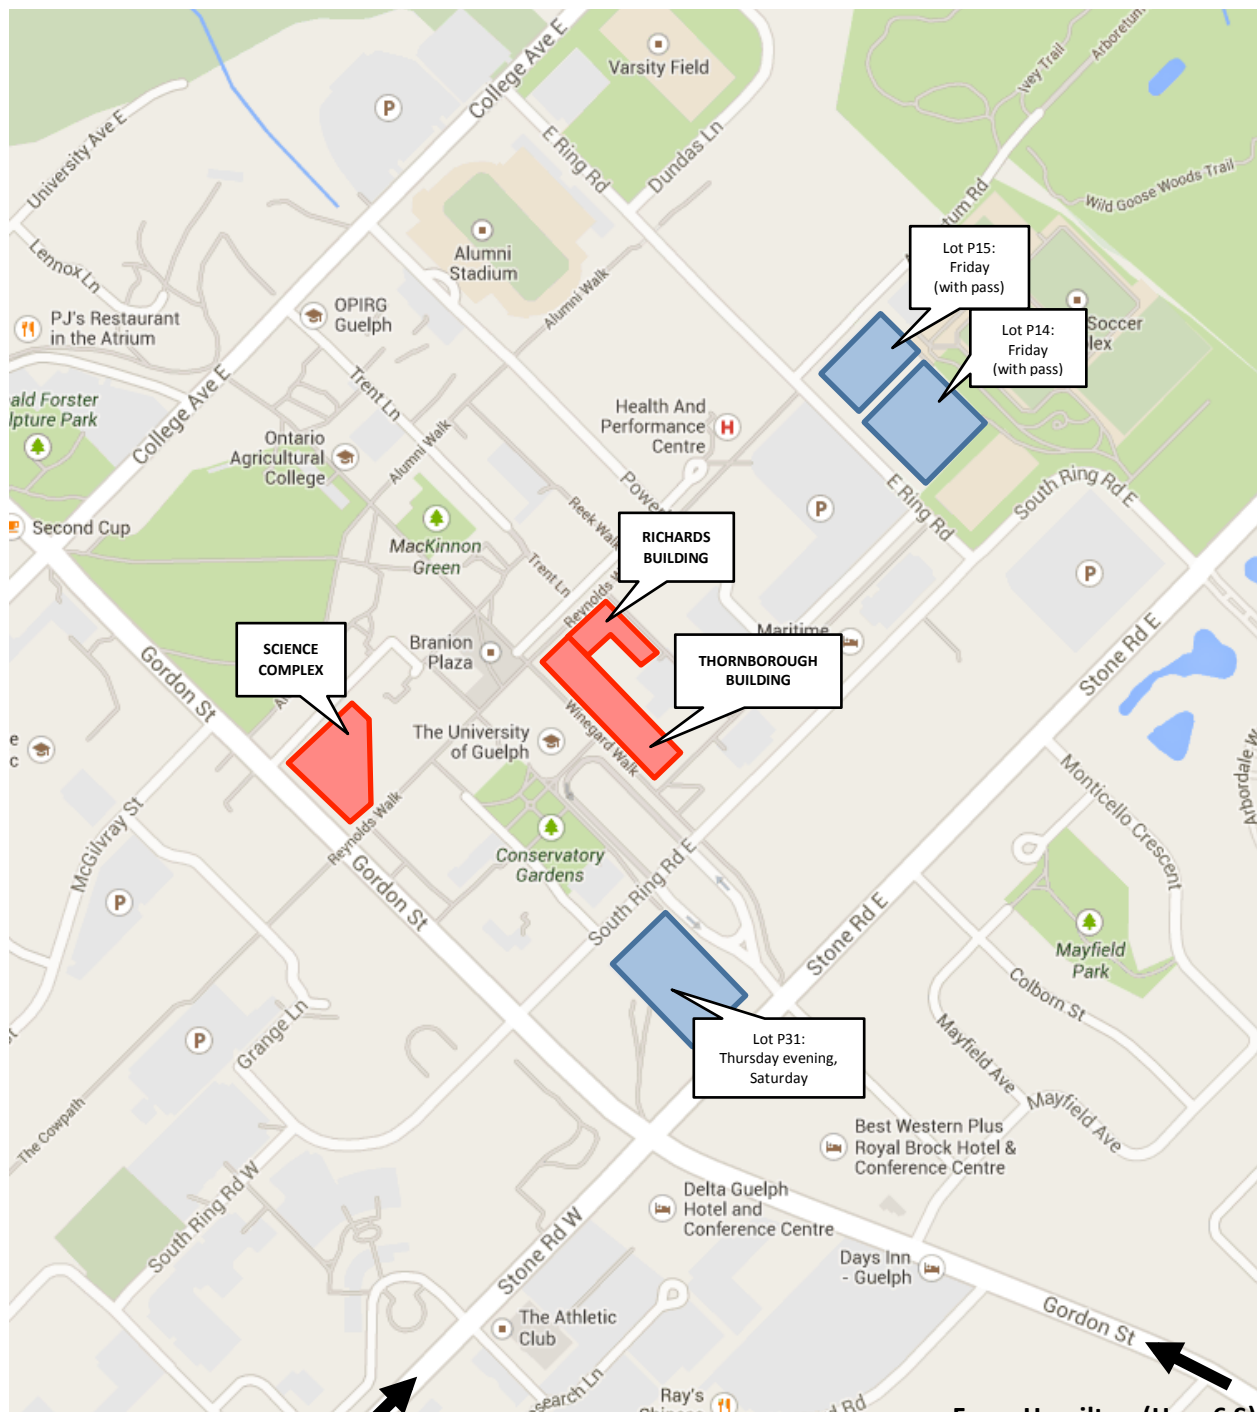 Varsity Field
College Ave E
E Ring Rd
Dundas Ln
Ivey Trail
Wild Goose Woods Trail
University Ave E
P
Lennox Ln
Alumni
Stadium
Alumni Walk
OPIRG
Guelph
PJ's Restaurant
in the Atrium
Lot P15:
Friday
(with pass)
Lot P14:
Friday
(with pass)
Soccer
Trent Ln
College Ave E
Health And
Performance
Centre
H
Ontario
Agricultural
College
Alumni Walk
Second Cup
MacKinnon
Green
Reek Walk
Trent Ln
P
E Ring Rd
South Ring Rd E
P
RICHARDS
BUILDING
Maritime
SCIENCE
COMPLEX
Branion
Plaza
THORNBOROUGH
BUILDING
Gordon St
Stone Rd E
The University
of Guelph
Winegard Walk
Monticello Crescent
McGilvray St
Reynolds Walk
Conservatory
Gardens
Gordon St
P
South Ring Rd E
Stone Rd E
Mayfield
Park
Colborn St
Mayfield Ave
Mayfield Ave
P
Grange Ln
Lot P31:
Thursday evening,
Saturday
The Cowpath
Best Western Plus
Royal Brock Hotel &
Conference Centre
South Ring Rd W
Delta Guelph
Hotel and
Conference Centre
Stone Rd W
Days Inn
- Guelph
The Athletic
Club
Gordon St
Ray's
Rd